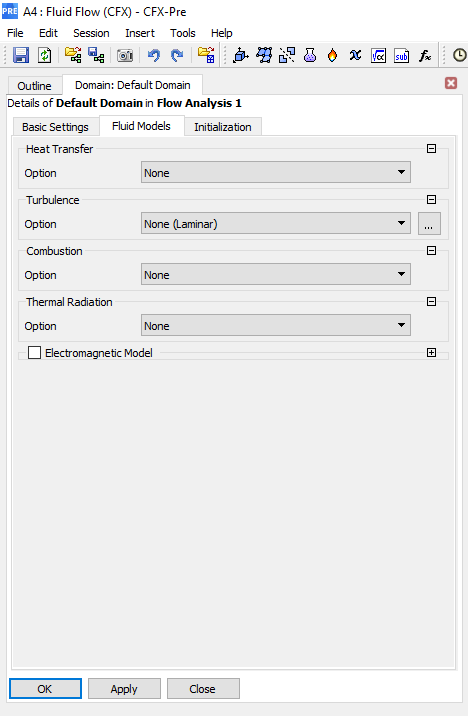 PRE A4 : Fluid Flow (CFX) - CFX-Pre
File Edit Session Insert Tools Help
Outline Domain: Default Domain
Details of Default Domain in Flow Analysis 1
Basic Settings Fluid Models Initialization
Heat Transfer
Option None
Turbulence
Option None (Laminar) ...
Combustion
Option None
Thermal Radiation
Option None
Electromagnetic Model
OK Apply Close